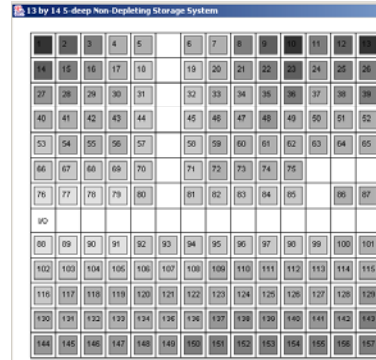 13 by 14 5-deep Non-Depleting Storage System
1 2 3 4 5 6 7 8 9 10 11 12 13
14 15 16 17 18 19 20 21 22 23 24 25 26
27 28 29 30 31 32 33 34 35 36 37 38 39
40 41 42 43 44 45 46 47 48 49 50 51 52
53 54 55 56 57 58 59 60 61 62 63 64 65
66 67 68 69 70 71 72 73 74 75
76 77 78 79 80 81 82 83 84 85 86 87
I/O
88 89 90 91 92 93 94 95 96 97 98 99 100 101
102 103 104 105 106 107 108 109 110 111 112 113 114 115
116 117 118 119 120 121 122 123 124 125 126 127 128 129
130 131 132 133 134 135 136 137 138 139 140 141 142 143
144 145 146 147 148 149 150 151 152 153 154 155 156 157